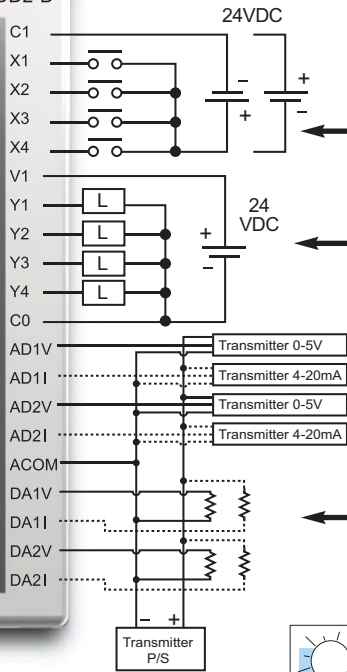 24VDC
C1
X1
X2
X3
X4
– +
+ –
V1
Y1 L
Y2 L
Y3 L
Y4 L
C0
+
–
24
VDC
AD1V Transmitter 0-5V
AD1I Transmitter 4-20mA
AD2V Transmitter 0-5V
AD2I Transmitter 4-20mA
ACOM
DA1V
DA1I
DA2V
DA2I
– +
Transmitter
P/S